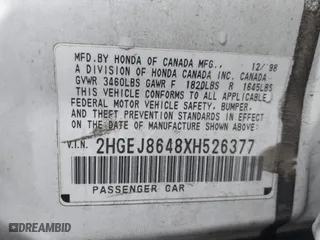 MFD. BY HONDA OF CANADA MFG., 12/'98
A DIVISION OF HONDA CANADA INC. CANADA
GVWR 3460LBS GAWR F 1820LBS R 1645LBS
THIS VEHICLE CONFORMS TO ALL APPLICABLE
FEDERAL MOTOR VEHICLE SAFETY, BUMPER,
AND THEFT PREVENTION STANDARDS IN EFFECT
ON THE DATE OF MANUFACTURE SHOWN ABOVE.
V.I.N. 2HGEJ8648XH526377
PASSENGER CAR
DREAMBID